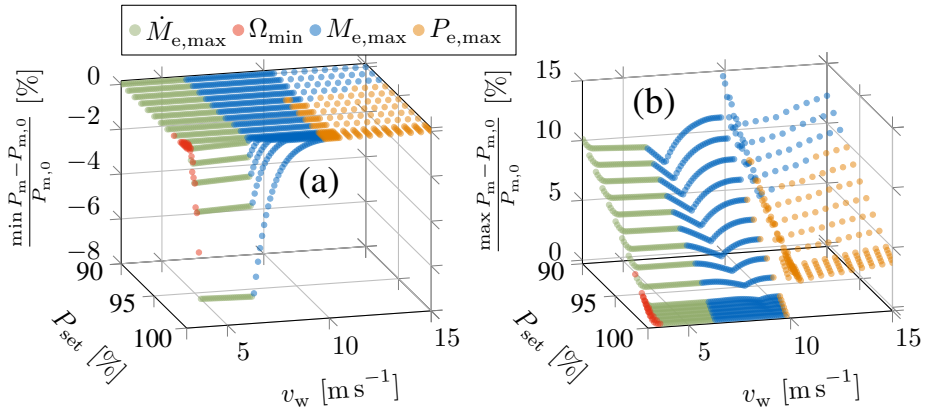 Ṁe,max Ωmin Me,max Pe,max
min Pm−Pm,0 / Pm,0 [%]
0
−2
−4
−6
−8
90
95
100
Pset [%]
5
10
15
vw [m s−1]
(a)
max Pm−Pm,0 / Pm,0 [%]
15
10
5
0
90
95
100
Pset [%]
5
10
15
vw [m s−1]
(b)